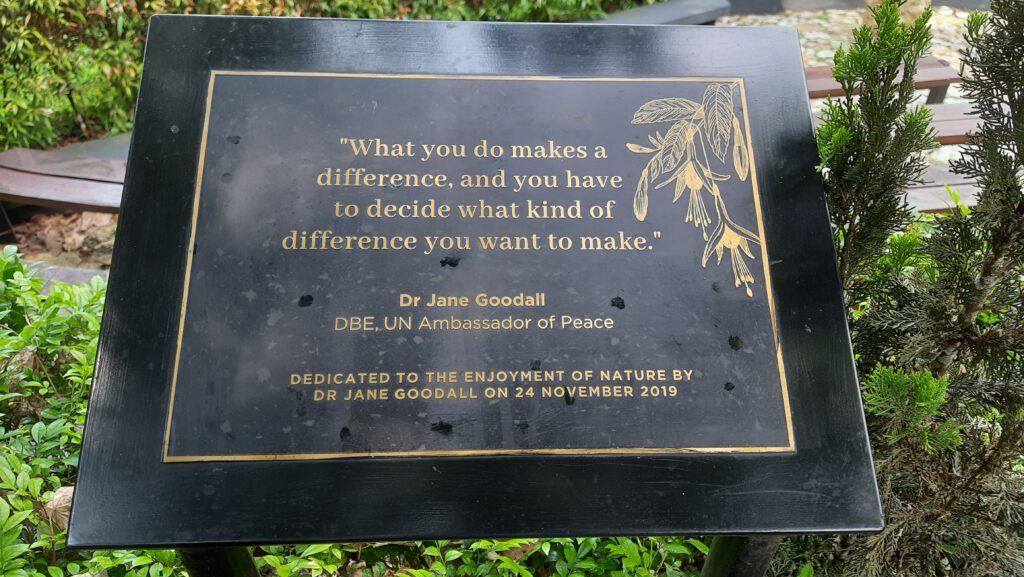 "What you do makes a
difference, and you have
to decide what kind of
difference you want to make."
Dr Jane Goodall
DBE, UN Ambassador of Peace
DEDICATED TO THE ENJOYMENT OF NATURE BY
DR JANE GOODALL ON 24 NOVEMBER 2019